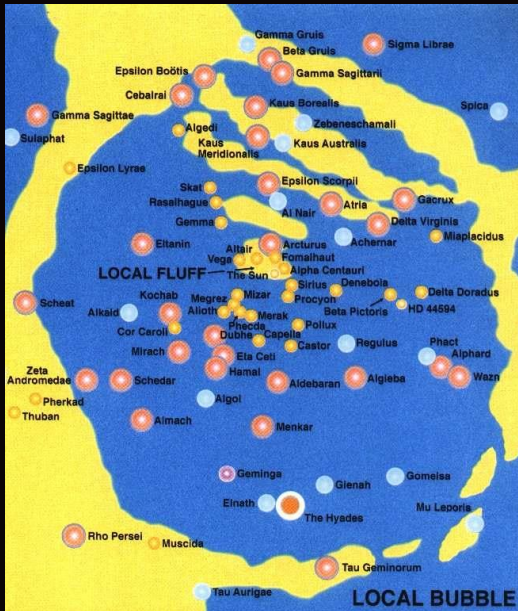 Gamma Gruis
Beta Gruis
Sigma Librae
Epsilon Boötis
Gamma Sagittarii
Cebalrai
Kaus Borealis
Spica
Gamma Sagittae
Zebeneschamali
Sulaphat
Algedi
Kaus
Meridionalis
Kaus Australis
Epsilon Lyrae
Epsilon Scorpii
Skat
Rasalhague
Atria
Gacrux
Al Nair
Gemma
Delta Virginis
Achernar
Miaplacidus
Eltanin
Altair
Arcturus
Vega
Fomalhaut
LOCAL FLUFF
The Sun
Alpha Centauri
Sirius
Denebola
Delta Doradus
Kochab
Mizar
Megrez
Procyon
Scheat
Beta Pictoris
HD 44594
Alkaid
Alioth
Merak
Phecda
Cor Caroli
Pollux
Dubhe
Capella
Mirach
Castor
Regulus
Phact
Eta Ceti
Alphard
Zeta
Andromedae
Schedar
Hamal
Aldebaran
Algieba
Wazn
Pherkad
Algol
Thuban
Almach
Menkar
Geminga
Gienah
Gomeisa
Elnath
The Hyades
Mu Leporis
Rho Persei
Muscida
Tau Geminorum
Tau Aurigae
LOCAL BUBBLE